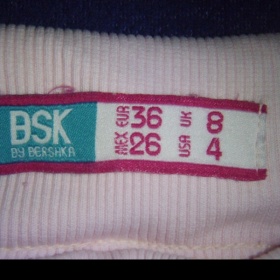 BSK
BY BERSHKA
EUR 36 UK 8
MEX 26 USA 4